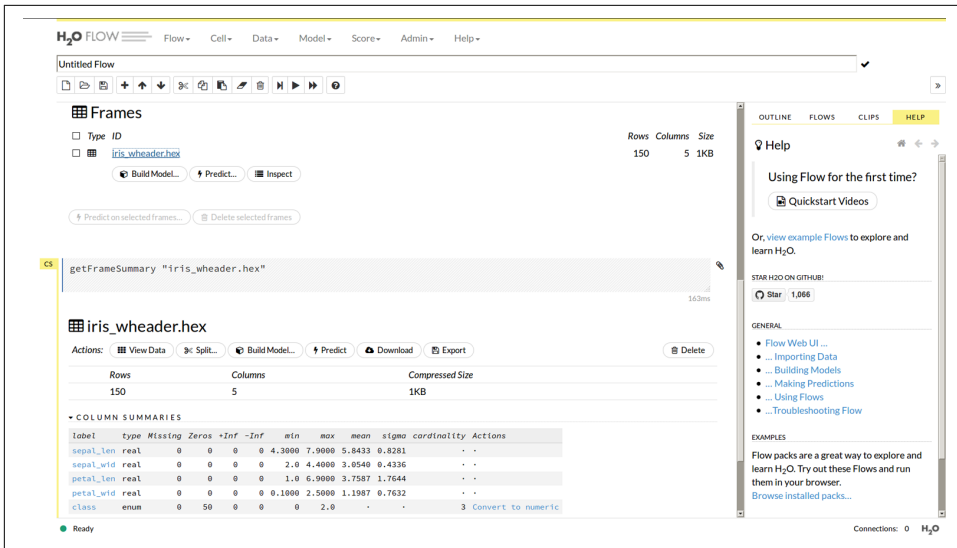 H2O FLOW Flow Cell Data Model Score Admin Help
Untitled Flow
Frames
Type ID Rows Columns Size
iris_wheader.hex 150 5 1KB
Build Model... Predict... Inspect
Predict on selected frames... Delete selected frames
CS
getFrameSummary "iris_wheader.hex"
163ms
iris_wheader.hex
Actions: View Data Split... Build Model... Predict Download Export Delete
Rows Columns Compressed Size
150 5 1KB
COLUMN SUMMARIES
label type Missing Zeros +Inf -Inf min max mean sigma cardinality Actions
sepal_len real 0 0 0 0 4.3000 7.9000 5.8433 0.8281 · ·
sepal_wid real 0 0 0 0 2.0 4.4000 3.0540 0.4336 · ·
petal_len real 0 0 0 0 1.0 6.9000 3.7587 1.7644 · ·
petal_wid real 0 0 0 0 0.1000 2.5000 1.1987 0.7632 · ·
class enum 0 50 0 0 0 2.0 · · 3 Convert to numeric
OUTLINE FLOWS CLIPS HELP
Help
Using Flow for the first time?
Quickstart Videos
Or, view example Flows to explore and
learn H2O.
STAR H2O ON GITHUB!
Star 1,066
GENERAL
• Flow Web UI ...
• ... Importing Data
• ... Building Models
• ... Making Predictions
• ... Using Flows
• ...Troubleshooting Flow
EXAMPLES
Flow packs are a great way to explore and
learn H2O. Try out these Flows and run
them in your browser.
Browse installed packs...
Ready Connections: 0 H2O